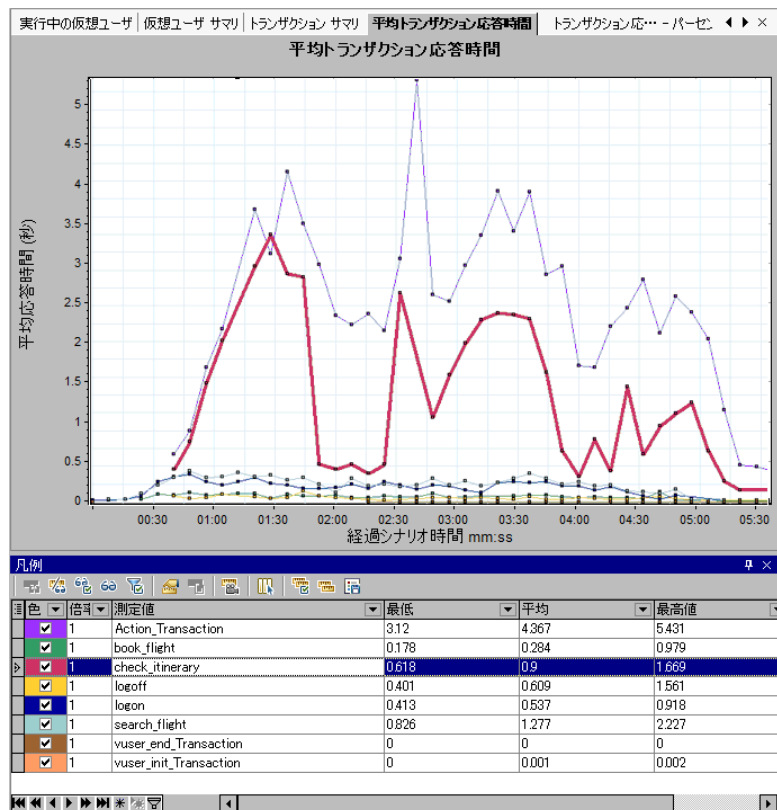 実行中の仮想ユーザ 仮想ユーザ サマリ トランザクション サマリ 平均トランザクション応答時間 トランザクション応… - パーセン
平均トランザクション応答時間
平均応答時間 (秒)
5
4.5
4
3.5
3
2.5
2
1.5
1
0.5
0
00:30 01:00 01:30 02:00 02:30 03:00 03:30 04:00 04:30 05:00 05:30
経過シナリオ時間 mm:ss
凡例
色 倍率 測定値 最低 平均 最高値
1 Action_Transaction 3.12 4.367 5.431
1 book_flight 0.178 0.284 0.979
1 check_itinerary 0.618 0.9 1.669
1 logoff 0.401 0.609 1.561
1 logon 0.413 0.537 0.918
1 search_flight 0.826 1.277 2.227
1 vuser_end_Transaction 0 0 0
1 vuser_init_Transaction 0 0.001 0.002